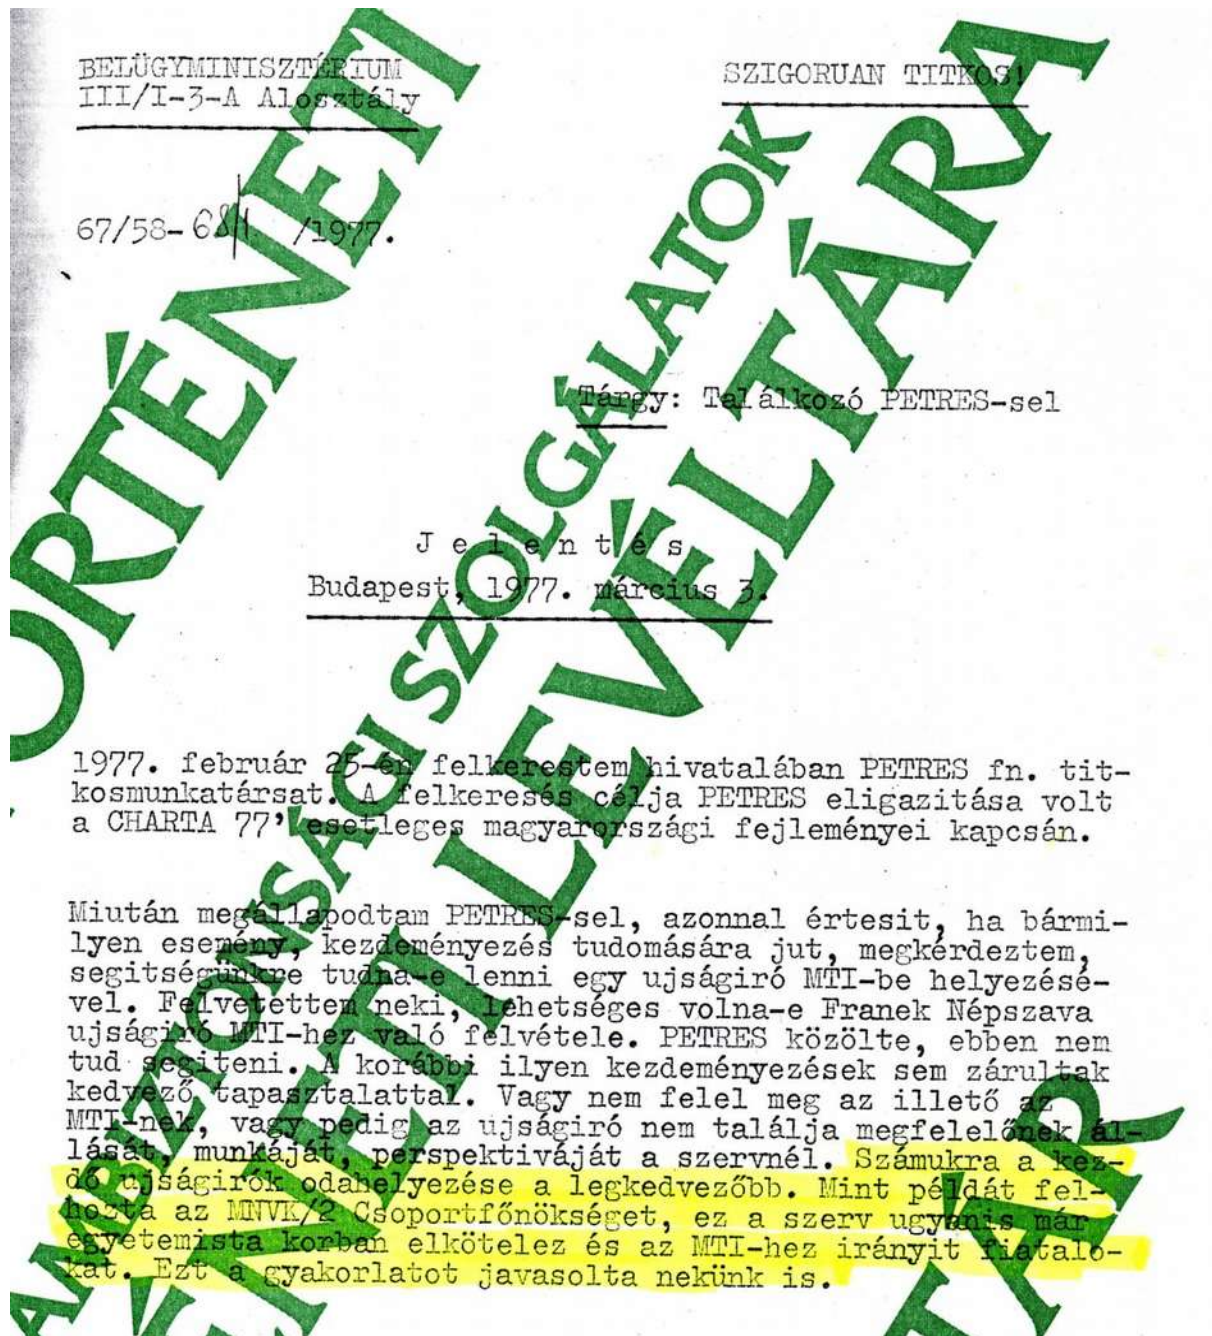 BELÜGYMINISZTÉRIUM
III/I-3-A Alosztály
SZIGORUAN TITKOS!
67/58-68/1 /1977.
Tárgy: Találkozó PETRES-sel
J e l e n t é s
Budapest, 1977. március 3.
1977. február 25-én felkerestem hivatalában PETRES fn. tit-
kosmunkatársat. A felkeresés célja PETRES eligazitása volt
a CHARTA 77' esetleges magyarországi fejleményei kapcsán.
Miután megállapodtam PETRES-sel, azonnal értesit, ha bármi-
lyen esemény, kezdeményezés tudomására jut, megkérdeztem,
segitségünkre tudna-e lenni egy ujságiró MTI-be helyezésé-
vel. Felvetettem neki, lehetséges volna-e Franek Népszava
ujságiró MTI-hez való felvétele. PETRES közölte, ebben nem
tud segiteni. A korábbi ilyen kezdeményezések sem zárultak
kedvező tapasztalattal. Vagy nem felel meg az illető az
MTI-nek, vagy pedig az ujságiró nem találja megfelelőnek ál-
lását, munkáját, perspektiváját a szervnél. Számukra a kez-
dő ujságirók odahelyezése a legkedvezőbb. Mint példát fel-
hozta az MNVK/2 Csoportfőnökséget, ez a szerv ugyanis már
egyetemista korban elkötelez és az MTI-hez irányit fiatalo-
kat. Ezt a gyakorlatot javasolta nekünk is.
ÖRTÉNETI
AMBIZTONSÁGI SZOLGÁLATOK
NETI LEVÉLTÁRA
TÁR